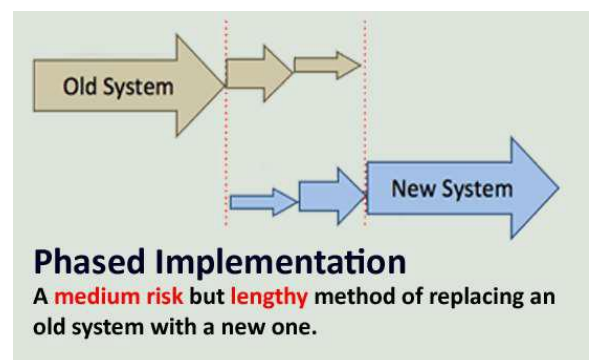 Old System
New System
Phased Implementation
A medium risk but lengthy method of replacing an
old system with a new one.